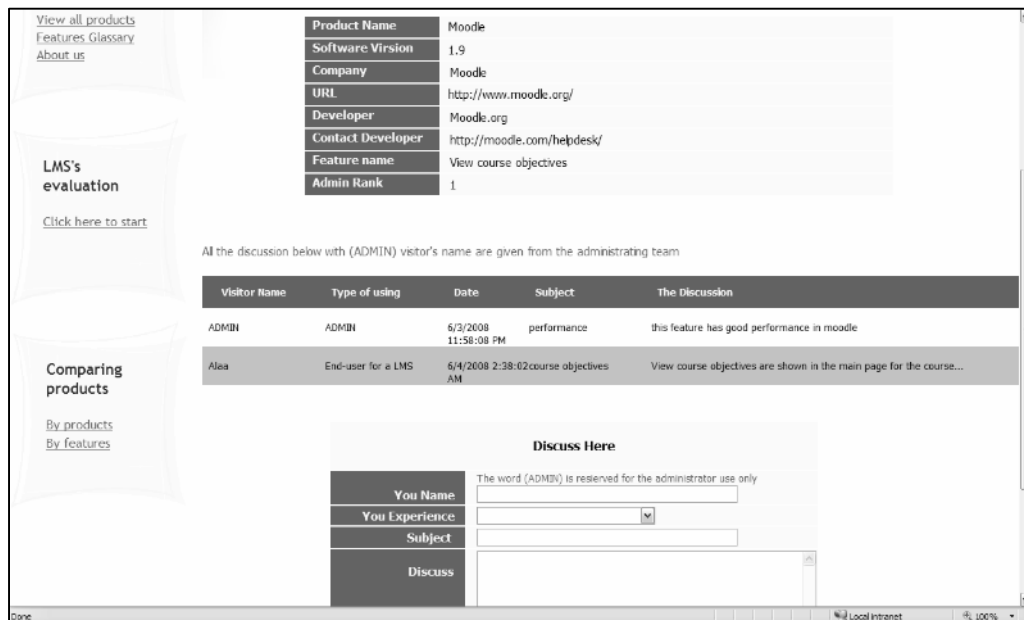 View all products
Features Glassary
About us
LMS's
evaluation
Click here to start
Comparing
products
By products
By features
Product Name Moodle
Software Virsion 1.9
Company Moodle
URL http://www.moodle.org/
Developer Moodle.org
Contact Developer http://moodle.com/helpdesk/
Feature name View course objectives
Admin Rank 1
All the discussion below with (ADMIN) visitor's name are given from the administrating team
Visitor Name Type of using Date Subject The Discussion
ADMIN ADMIN 6/3/2008 performance this feature has good performance in moodle
11:58:08 PM
Alaa End-user for a LMS 6/4/2008 2:38:02 course objectives View course objectives are shown in the main page for the course...
AM
Discuss Here
The word (ADMIN) is resierved for the administrator use only
You Name
You Experience
Subject
Discuss
Done Local intranet 100%